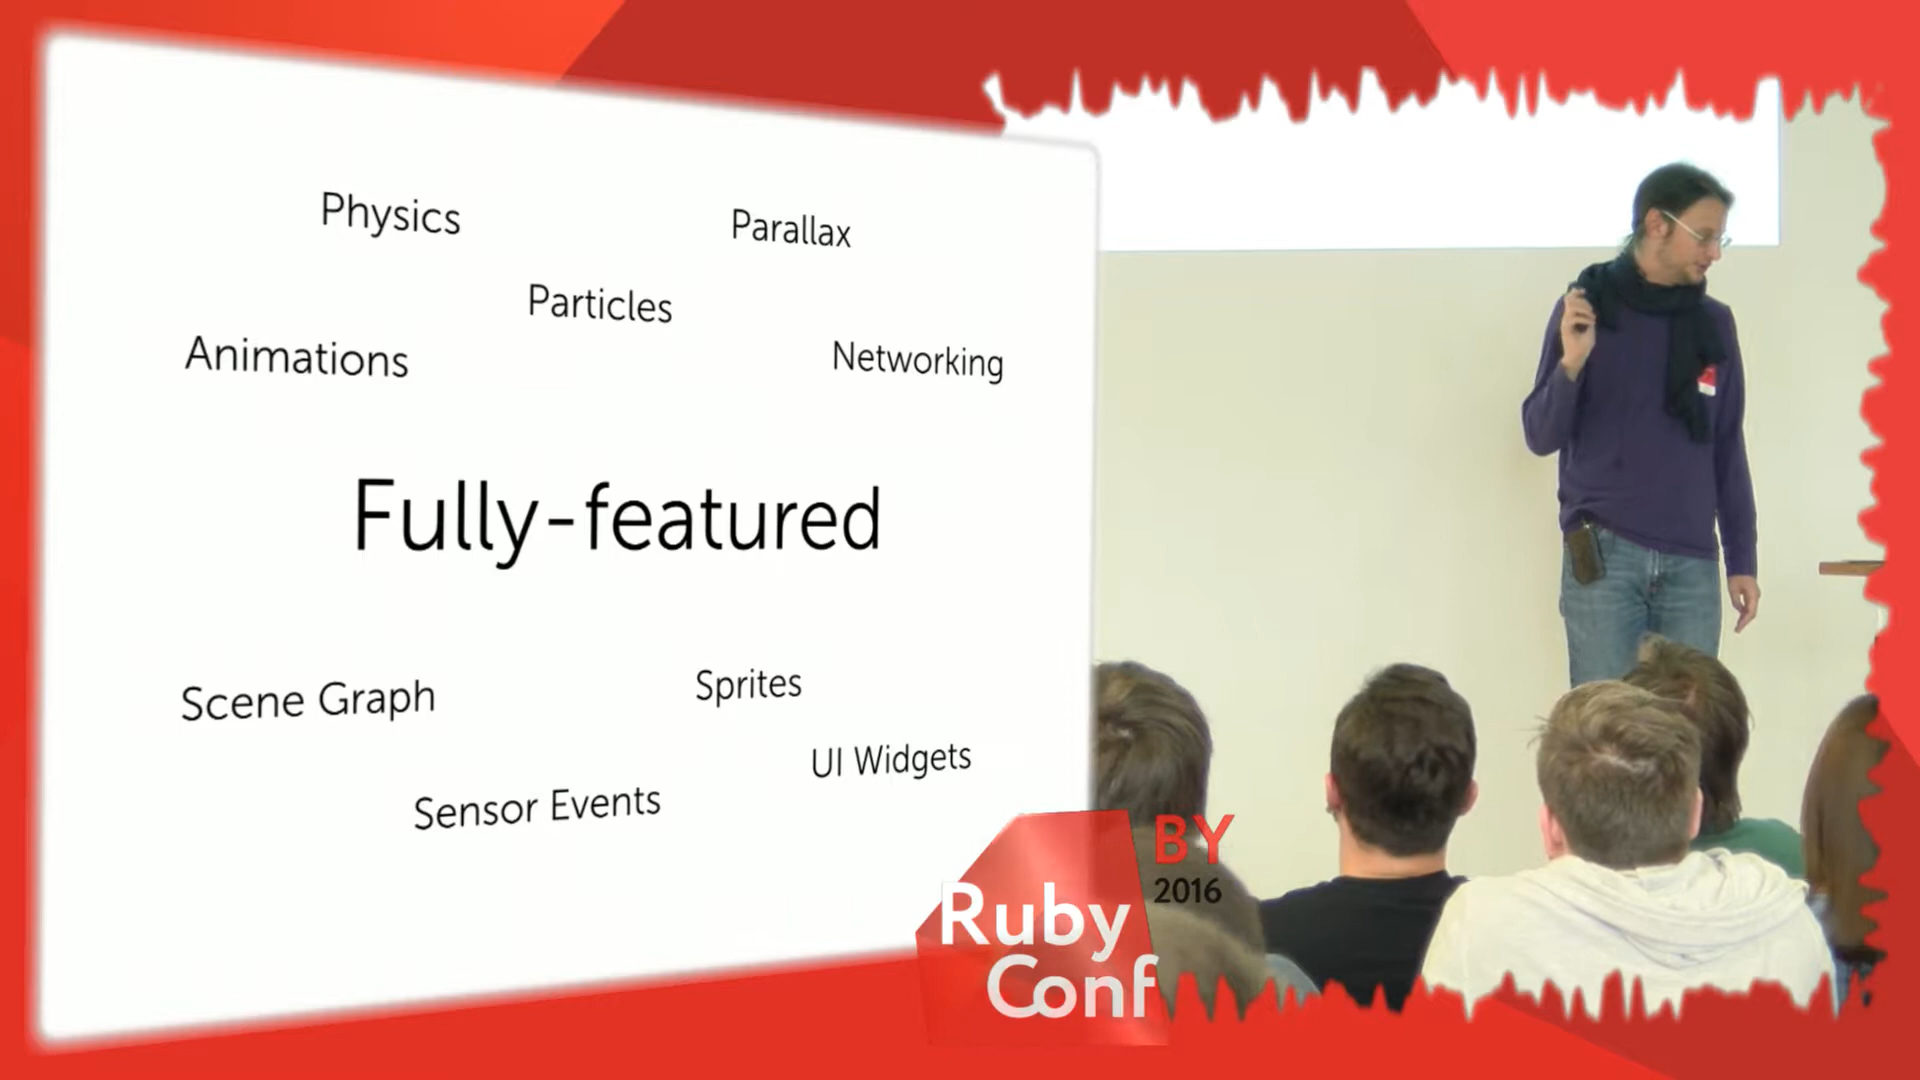 Physics
Parallax
Particles
Animations
Networking
Fully-featured
Scene Graph
Sprites
UI Widgets
Sensor Events
BY
2016
Ruby
Conf